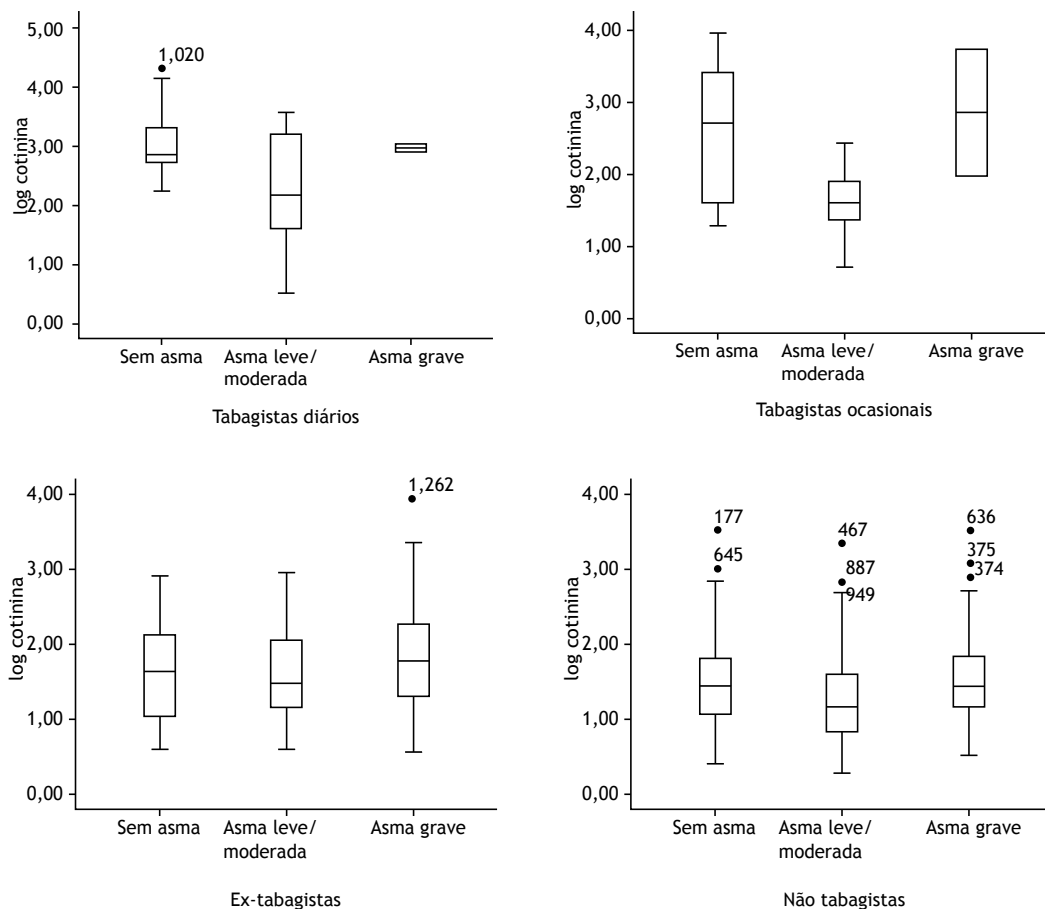 5,00
4,00
3,00
2,00
1,00
0,00
log cotinina
1,020
Sem asma
Asma leve/
moderada
Asma grave
Tabagistas diários
4,00
3,00
2,00
1,00
0,00
log cotinina
Sem asma
Asma leve/
moderada
Asma grave
Tabagistas ocasionais
4,00
3,00
2,00
1,00
0,00
log cotinina
1,262
Sem asma
Asma leve/
moderada
Asma grave
Ex-tabagistas
4,00
3,00
2,00
1,00
0,00
log cotinina
177
645
467
887
949
636
375
374
Sem asma
Asma leve/
moderada
Asma grave
Não tabagistas